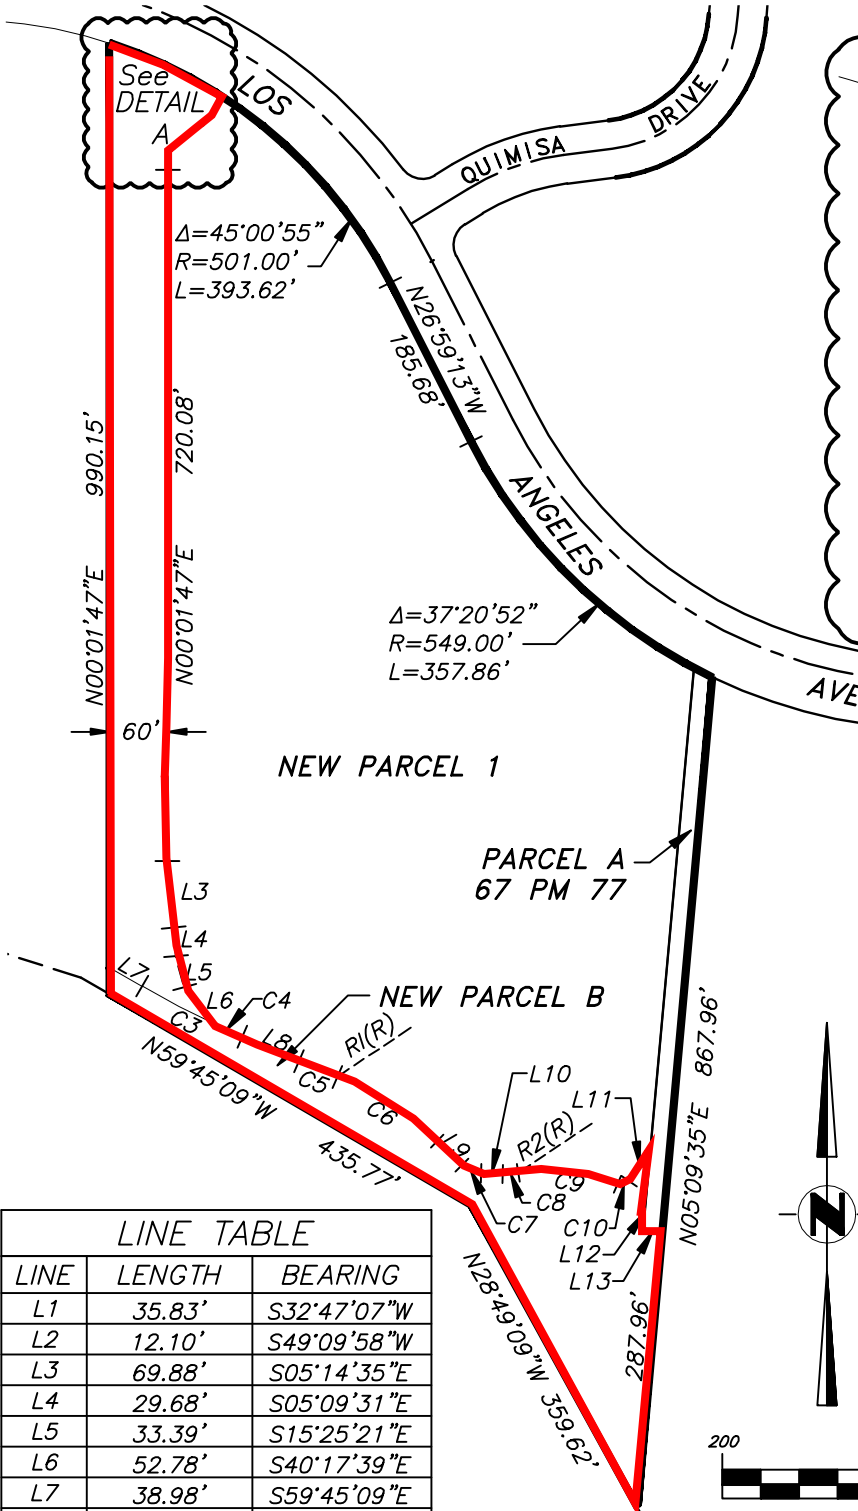 See
DETAIL
A
LOS
QUIMISA
DRIVE
Δ=45°00'55"
R=501.00'
L=393.62'
N26°59'13"W
185.68'
990.15'
720.08'
ANGELES
N00°01'47"E
N00°01'47"E
Δ=37°20'52"
R=549.00'
L=357.86'
AVE
60'
NEW PARCEL 1
PARCEL A
67 PM 77
L3
L4
L7
L5
L6
C4
C3
NEW PARCEL B
L8
R1(R)
C5
867.96'
N59°45'09"W
L10
L11
C6
R2(R)
435.77'
L9
C9
C8
N05°09'35"E
C7
C10
L12
L13
N28°49'09"W
359.62'
287.96'
LINE TABLE
LINE LENGTH BEARING
L1 35.83' S32°47'07"W
L2 12.10' S49°09'58"W
L3 69.88' S05°14'35"E
L4 29.68' S05°09'31"E
L5 33.39' S15°25'21"E
L6 52.78' S40°17'39"E
L7 38.98' S59°45'09"E
N
200